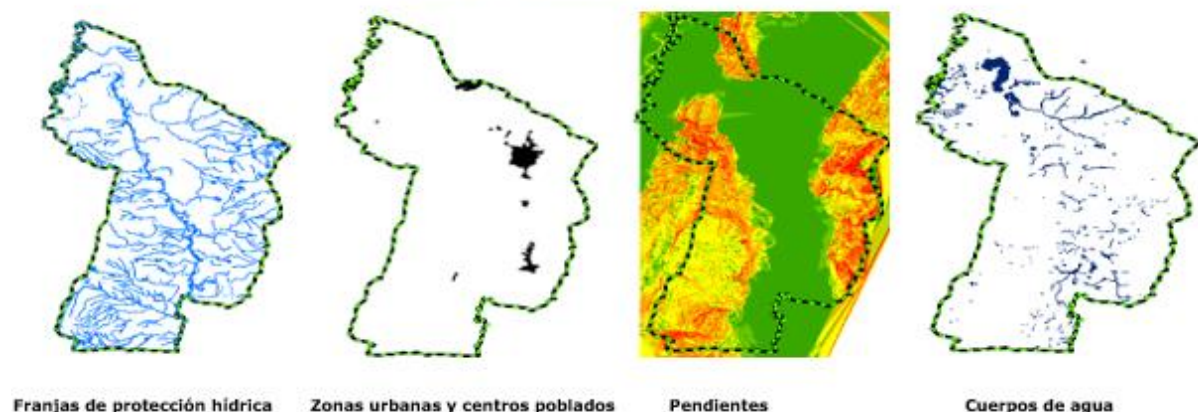 Franjas de protección hídrica
Zonas urbanas y centros poblados
Pendientes
Cuerpos de agua